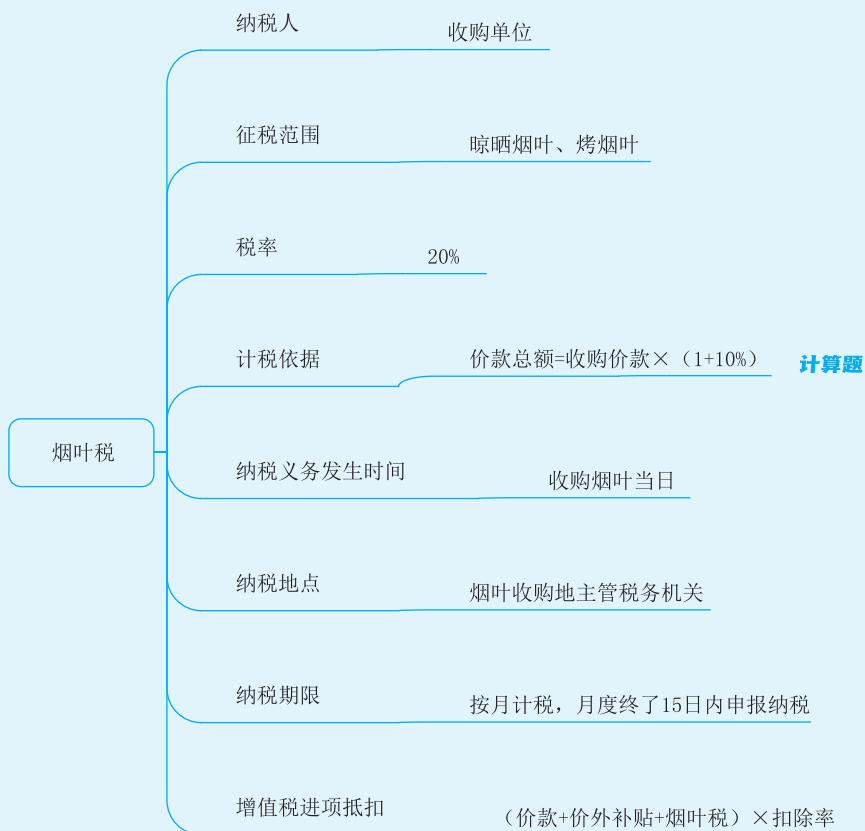 纳税人
收购单位
征税范围
晾晒烟叶、烤烟叶
税率
20%
计税依据
价款总额=收购价款×（1+10%）
计算题
烟叶税
纳税义务发生时间
收购烟叶当日
纳税地点
烟叶收购地主管税务机关
纳税期限
按月计税，月度终了15日内申报纳税
增值税进项抵扣
（价款+价外补贴+烟叶税）×扣除率